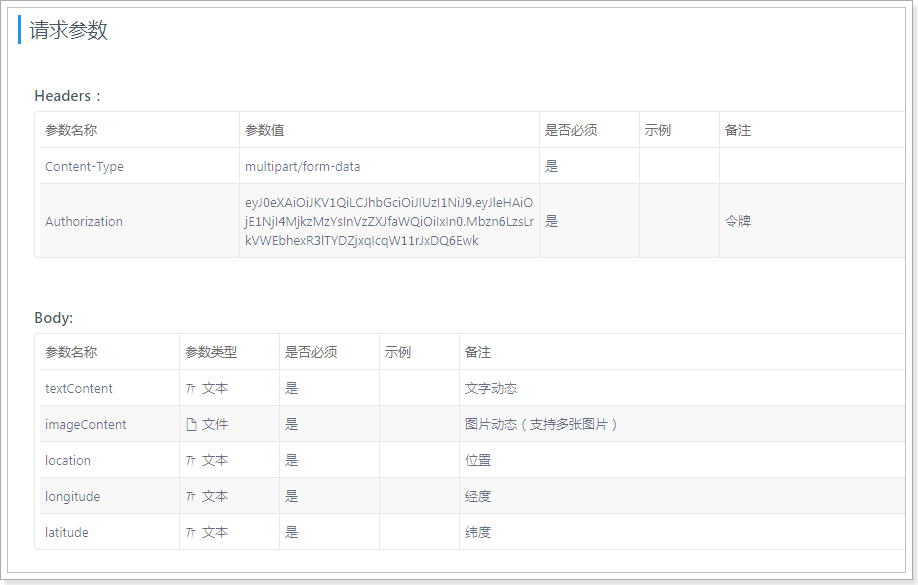 请求参数
Headers：
参数名称 参数值 是否必须 示例 备注
Content-Type multipart/form-data 是
eyJ0eXAiOiJKV1QiLCJhbGciOiJIUzI1NiJ9.eyJleHAiO
Authorization jE1NjI4MjkzMzYsInVzZXJfaWQiOiIxIn0.Mbzn6LzsLr 是 令牌
kVWEbhexR3lTYDZjxqIcqW11rJxDQ6Ewk
Body:
参数名称 参数类型 是否必须 示例 备注
textContent 文本 是 文字动态
imageContent 文件 是 图片动态（支持多张图片）
location 文本 是 位置
longitude 文本 是 经度
latitude 文本 是 纬度